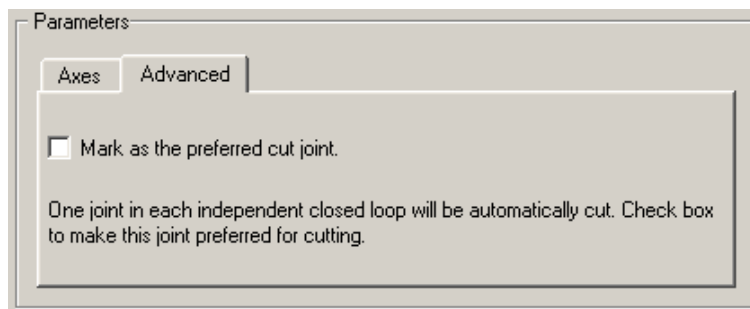 Parameters
Axes
Advanced
Mark as the preferred cut joint.
One joint in each independent closed loop will be automatically cut. Check box
to make this joint preferred for cutting.